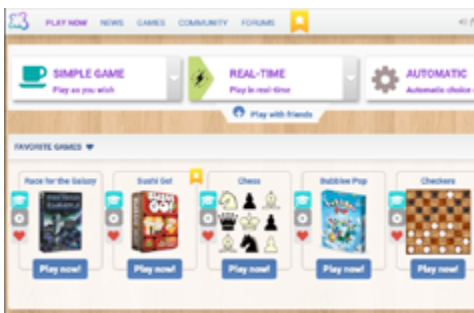 PLAY NOW NEWS GAMES COMMUNITY FORUMS
SIMPLE GAME
Play as you wish
REAL-TIME
Play in real-time
AUTOMATIC
Automatic choice
Play with friends
FAVORITE GAMES
Race for the Galaxy
Sushi Go!
Chess
Bubblee Pop
Checkers
Play now!
Play now!
Play now!
Play now!
Play now!